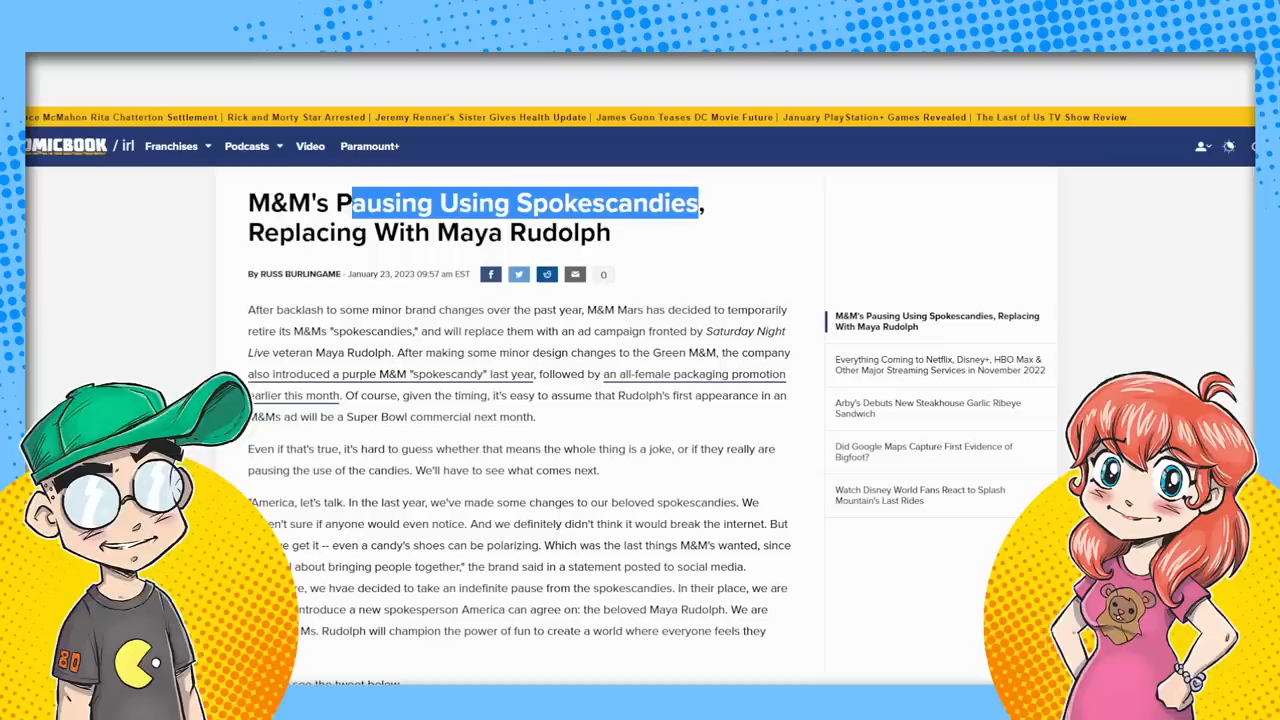 ce McMahon Rita Chatterton Settlement | Rick and Morty Star Arrested | Jeremy Renner's Sister Gives Health Update | James Gunn Teases DC Movie Future | January PlayStation+ Games Revealed | The Last of Us TV Show Review
OMICBOOK / irl Franchises Podcasts Video Paramount+
M&M's Pausing Using Spokescandies,
Replacing With Maya Rudolph
By RUSS BURLINGAME - January 23, 2023 09:57 am EST
0
After backlash to some minor brand changes over the past year, M&M Mars has decided to temporarily
retire its M&Ms "spokescandies," and will replace them with an ad campaign fronted by Saturday Night
Live veteran Maya Rudolph. After making some minor design changes to the Green M&M, the company
also introduced a purple M&M "spokescandy" last year, followed by an all-female packaging promotion
earlier this month. Of course, given the timing, it's easy to assume that Rudolph's first appearance in an
M&Ms ad will be a Super Bowl commercial next month.
Even if that's true, it's hard to guess whether that means the whole thing is a joke, or if they really are
pausing the use of the candies. We'll have to see what comes next.
"America, let's talk. In the last year, we've made some changes to our beloved spokescandies. We
en't sure if anyone would even notice. And we definitely didn't think it would break the internet. But
e get it -- even a candy's shoes can be polarizing. Which was the last things M&M's wanted, since
about bringing people together," the brand said in a statement posted to social media.
re, we hvae decided to take an indefinite pause from the spokescandies. In their place, we are
introduce a new spokesperson America can agree on: the beloved Maya Rudolph. We are
Ms. Rudolph will champion the power of fun to create a world where everyone feels they
see the tweet below.
M&M's Pausing Using Spokescandies, Replacing
With Maya Rudolph
Everything Coming to Netflix, Disney+, HBO Max &
Other Major Streaming Services in November 2022
Arby's Debuts New Steakhouse Garlic Ribeye
Sandwich
Did Google Maps Capture First Evidence of
Bigfoot?
Watch Disney World Fans React to Splash
Mountain's Last Rides
80